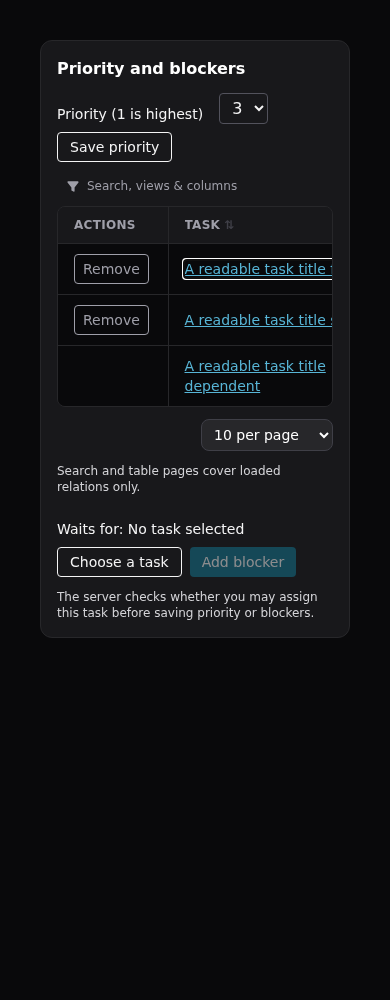 Priority and blockers
Priority (1 is highest) 3
Save priority
Search, views & columns
ACTIONS TASK ⇅
Remove A readable task title
Remove A readable task title
A readable task title
dependent
10 per page
Search and table pages cover loaded
relations only.
Waits for: No task selected
Choose a task Add blocker
The server checks whether you may assign
this task before saving priority or blockers.